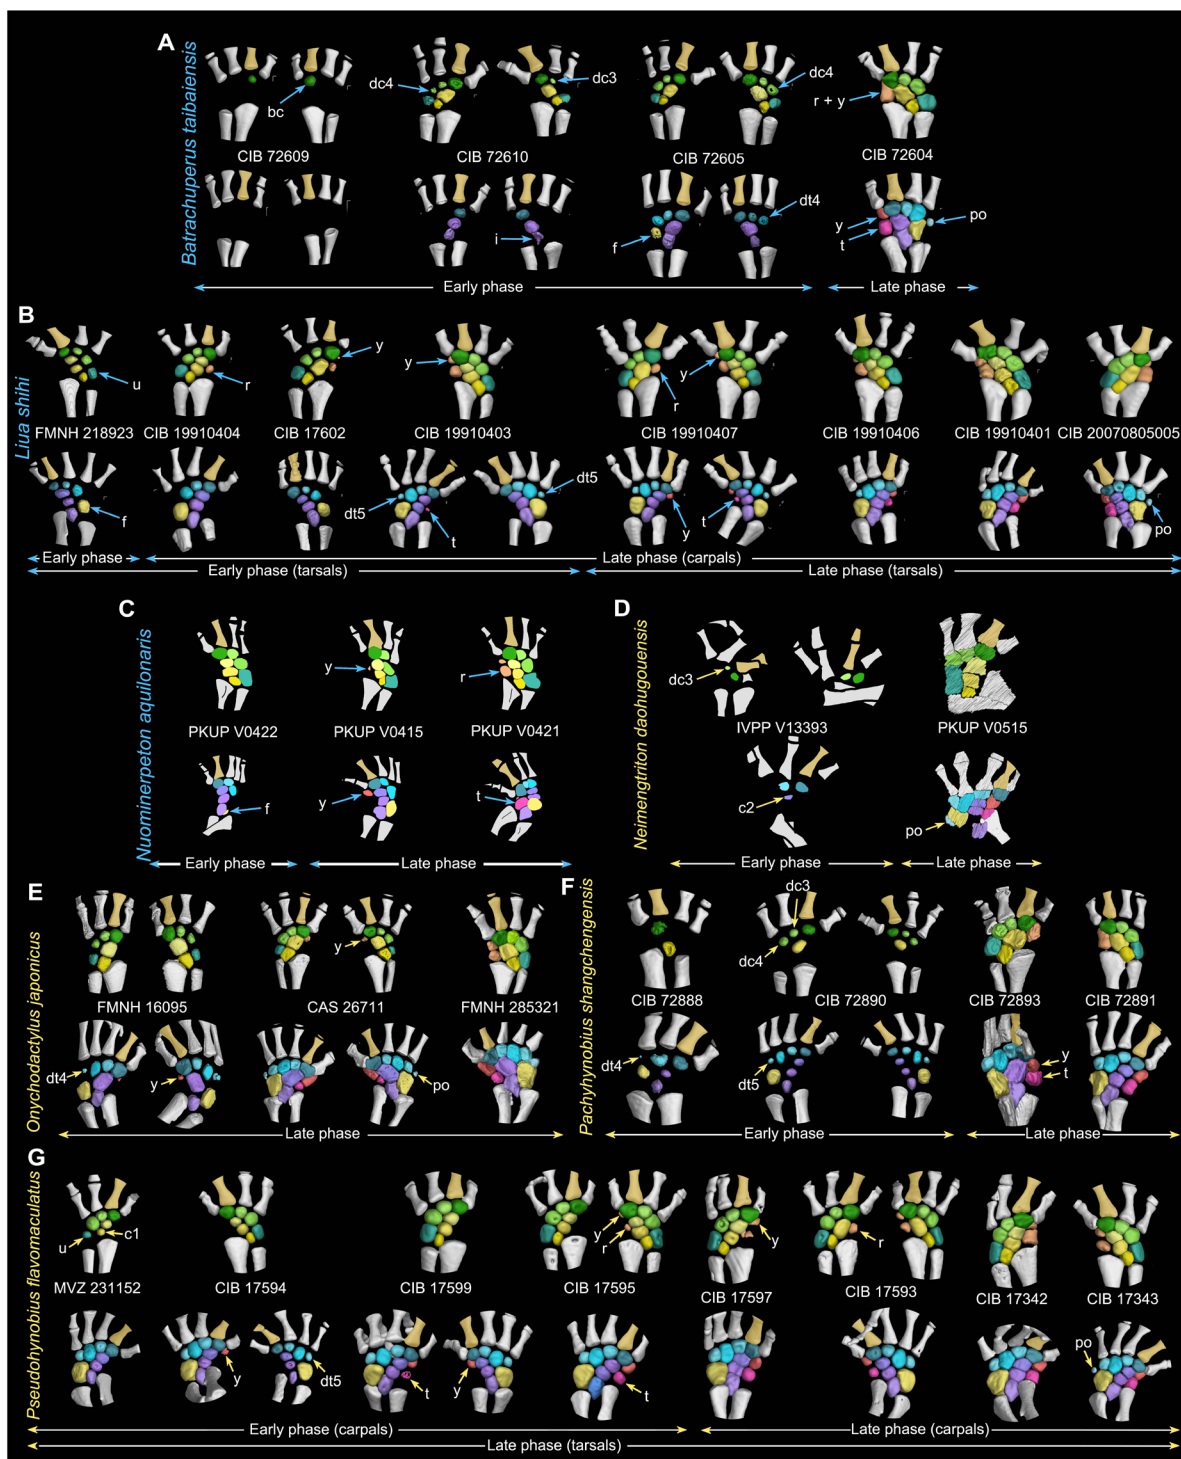 A
Batrachuperus taibaiensis
bc
dc4
dc3
dc4
r + y
CIB 72609
CIB 72610
CIB 72605
CIB 72604
i
f
dt4
y
t
po
Early phase
Late phase
B
Liua shihi
u
r
y
y
y
r
FMNH 218923
CIB 19910404
CIB 17602
CIB 19910403
CIB 19910407
CIB 19910406
CIB 19910401
CIB 20070805005
f
dt5
t
dt5
y
t
po
Early phase
Late phase (carpals)
Early phase (tarsals)
Late phase (tarsals)
C
Nuominerpeton aquilonaris
y
r
PKUP V0422
PKUP V0415
PKUP V0421
f
y
t
Early phase
Late phase
D
Neimengtriton daohugouensis
dc3
IVPP V13393
PKUP V0515
c2
po
Early phase
Late phase
E
Onychodactylus japonicus
y
FMNH 16095
CAS 26711
FMNH 285321
dt4
y
po
Late phase
F
Pachyhynobius shangchengensis
dc3
dc4
CIB 72888
CIB 72890
CIB 72893
CIB 72891
dt4
dt5
y
t
Early phase
Late phase
G
Pseudohynobius flavomaculatus
u
c1
y
r
y
r
MVZ 231152
CIB 17594
CIB 17599
CIB 17595
CIB 17597
CIB 17593
CIB 17342
CIB 17343
y
dt5
t
y
t
po
Early phase (carpals)
Late phase (carpals)
Late phase (tarsals)